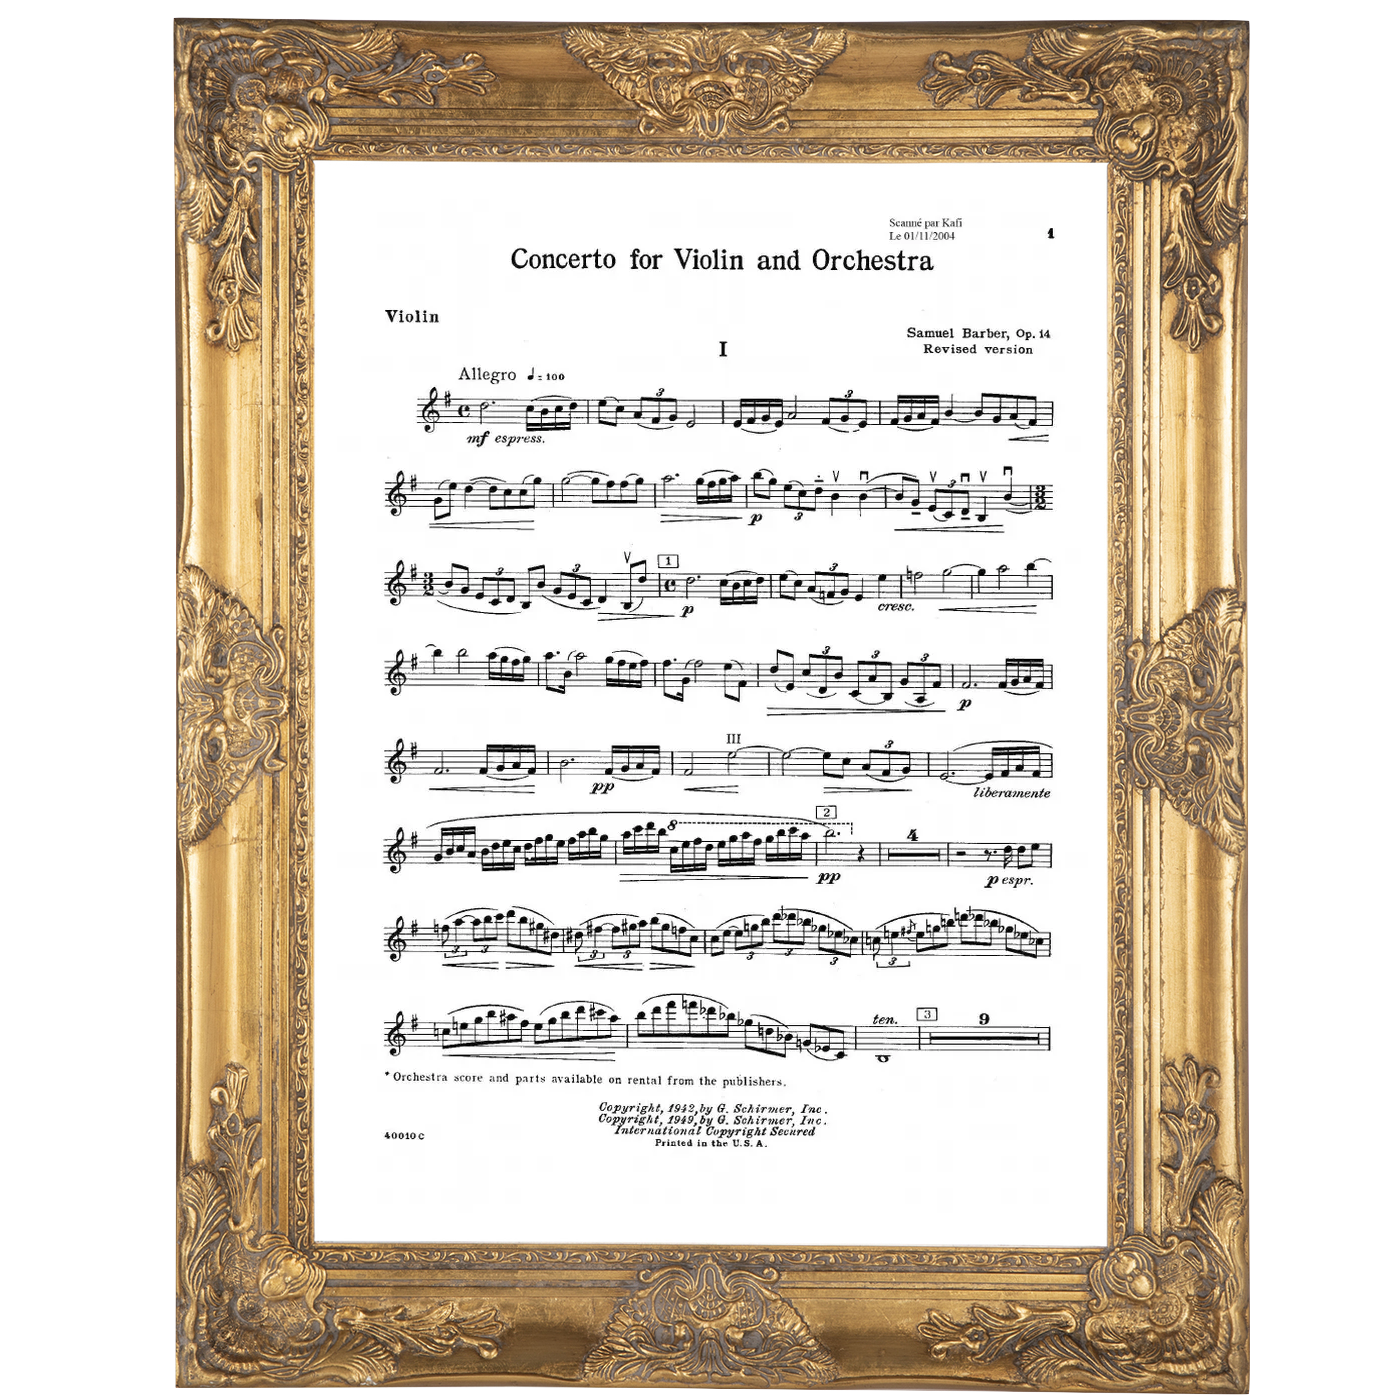 Scanné par Kafi
Le 01/11/2004
1
Concerto for Violin and Orchestra
Violin
Samuel Barber, Op. 14
Revised version
I
Allegro ♩= 100
3 3
mf espress.
3
p 3
3 3 1
p cresc.
3 3 3
p
III 3
pp liberamente
8 2 4
pp p espr.
3 3 3 3 3 3 3 3
ten. 3 9
* Orchestra score and parts available on rental from the publishers.
Copyright, 1942, by G. Schirmer, Inc.
Copyright, 1949, by G. Schirmer, Inc.
International Copyright Secured
Printed in the U.S.A.
40010 c